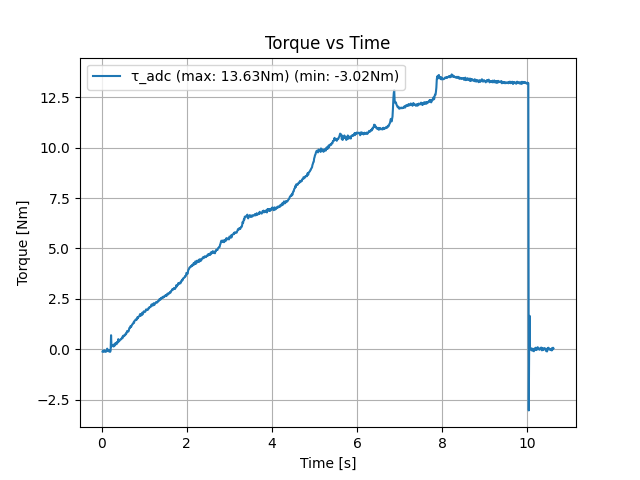 Torque vs Time
τ_adc (max: 13.63Nm) (min: -3.02Nm)
Torque [Nm]
12.5
10.0
7.5
5.0
2.5
0.0
−2.5
0 2 4 6 8 10
Time [s]